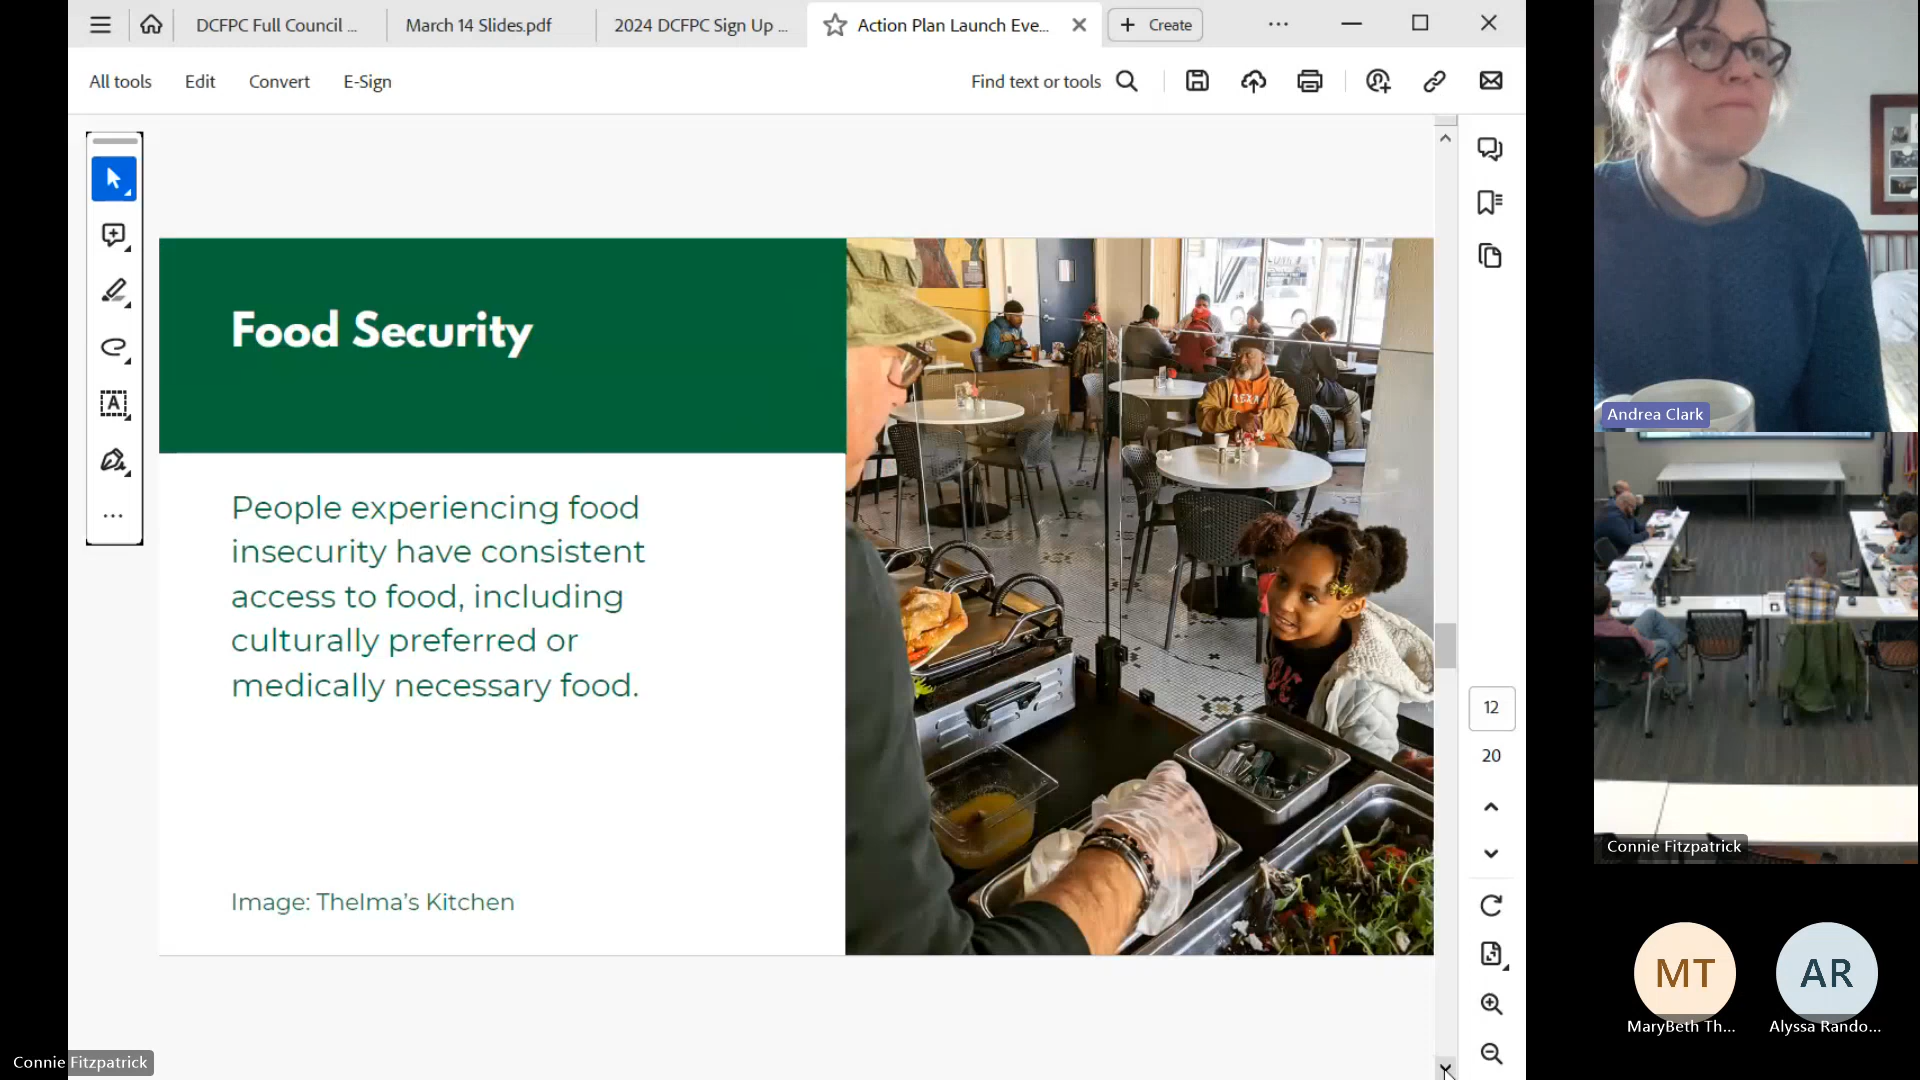 DCFPC Full Council ...
March 14 Slides.pdf
2024 DCFPC Sign Up ...
Action Plan Launch Eve...
Create
All tools
Edit
Convert
E-Sign
Find text or tools
Food Security
People experiencing food
insecurity have consistent
access to food, including
culturally preferred or
medically necessary food.
Image: Thelma's Kitchen
TEXAS
12
20
Andrea Clark
Connie Fitzpatrick
MT
AR
MaryBeth Th...
Alyssa Rando...
Connie Fitzpatrick